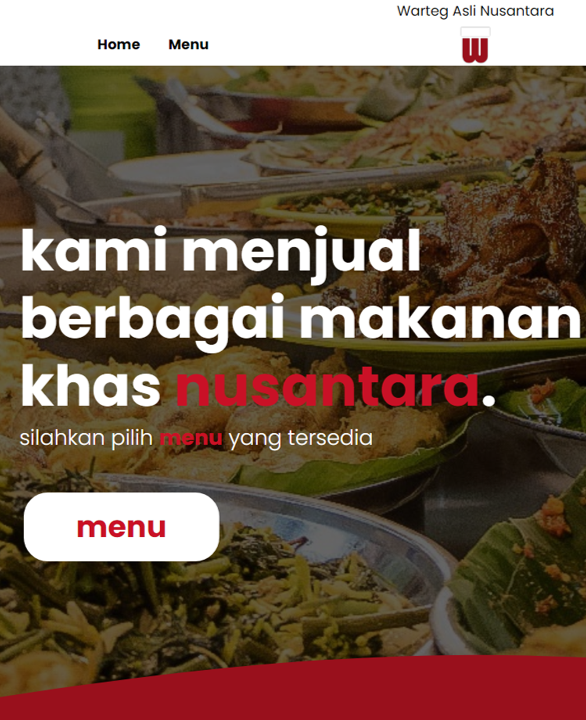 Warteg Asli Nusantara
Home Menu
W
kami menjual
berbagai makanan
khas nusantara.
silahkan pilih menu yang tersedia
menu